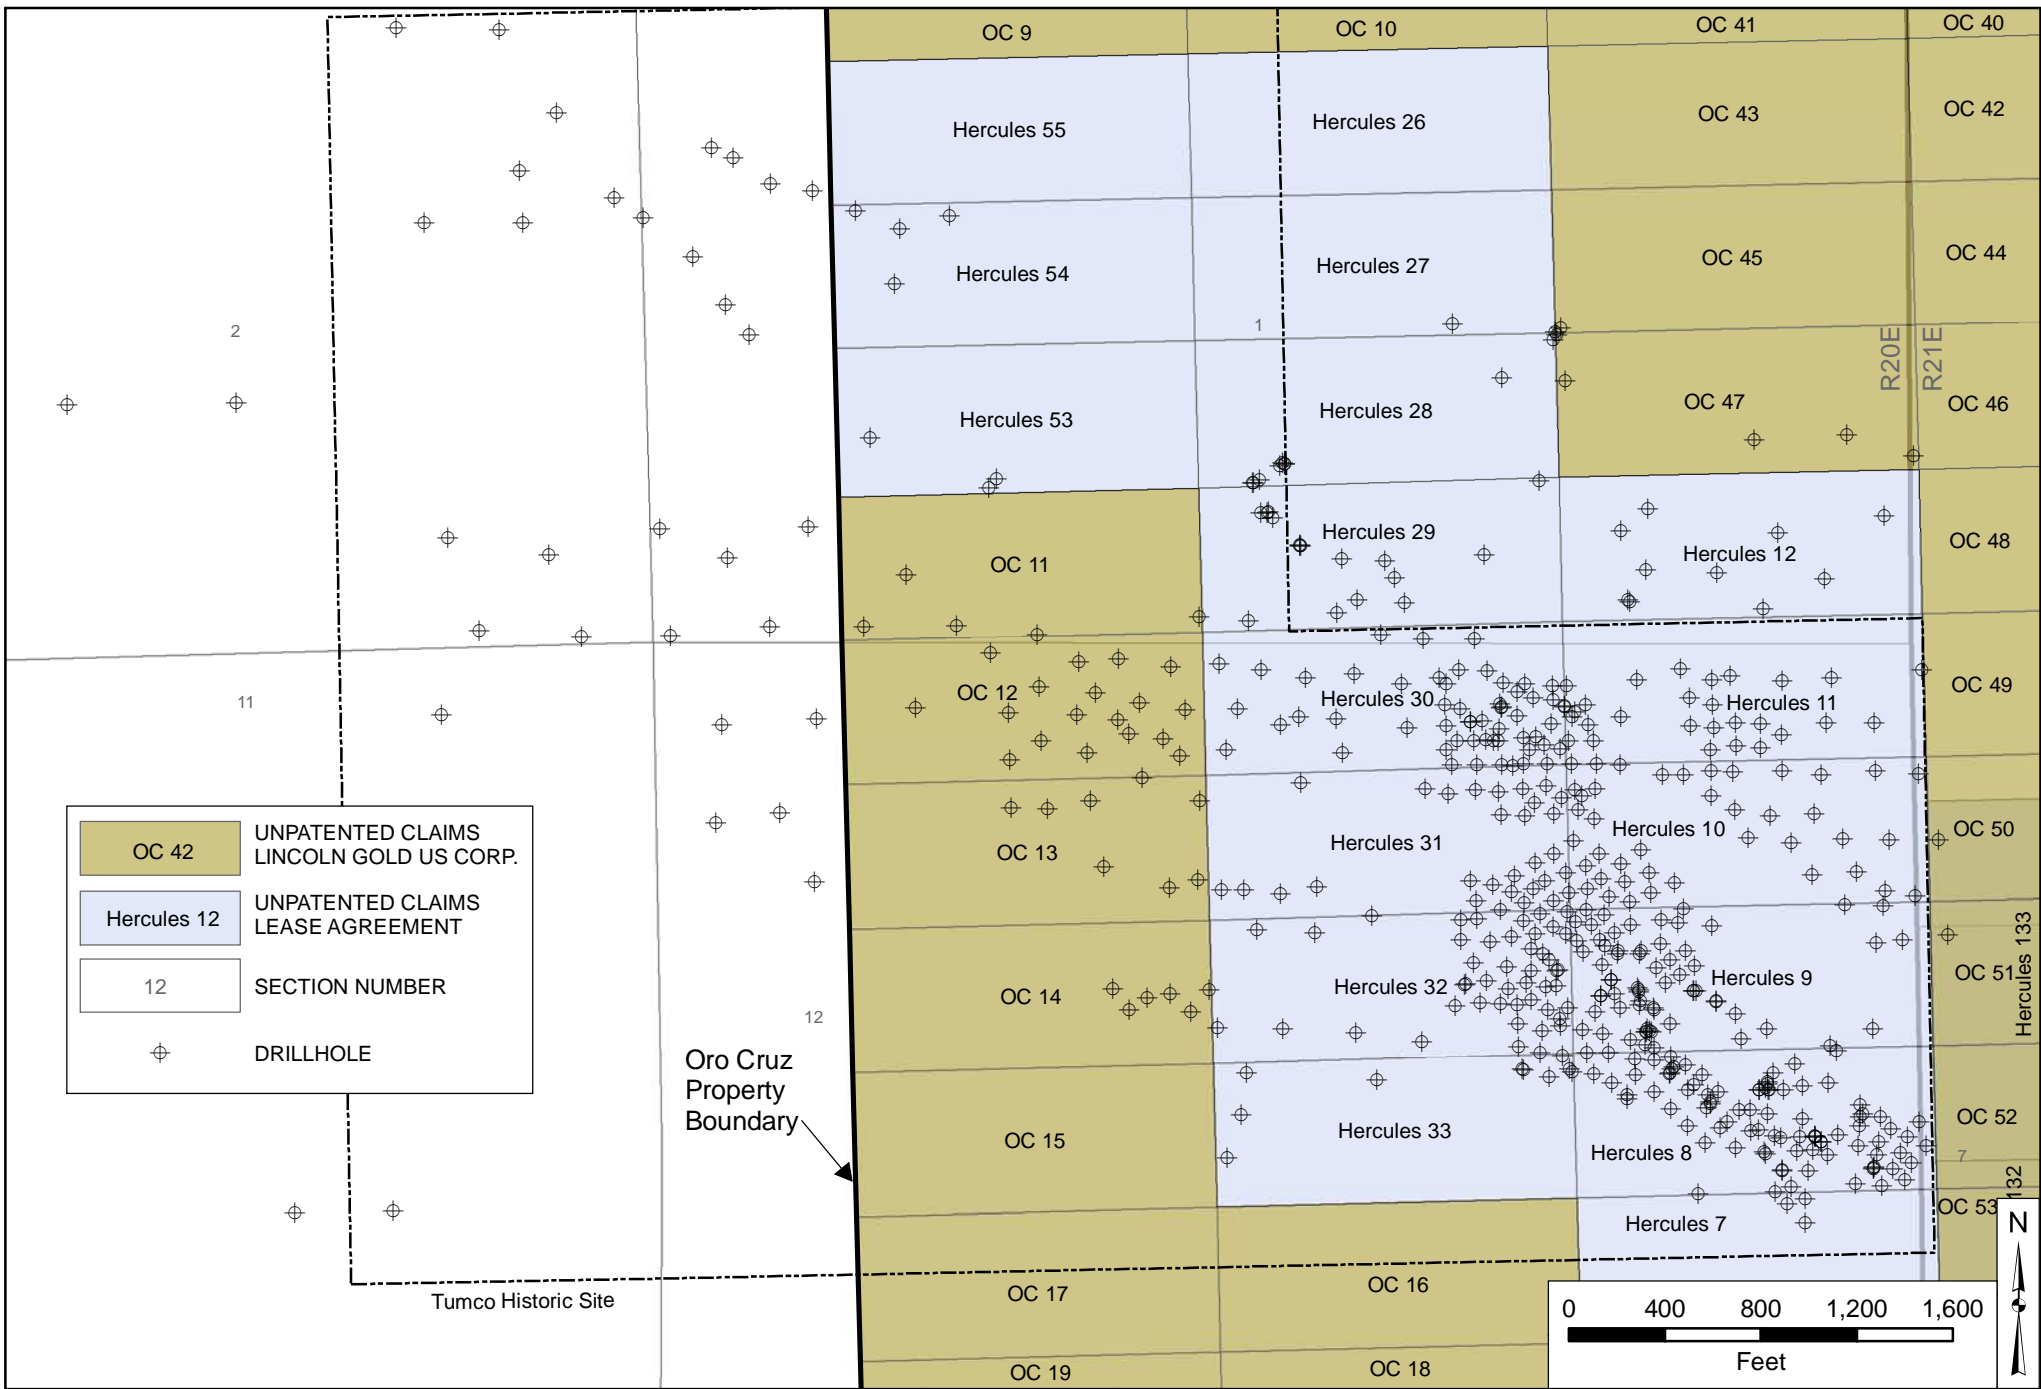 OC 9
OC 10
OC 41
OC 40
Hercules 55
Hercules 26
OC 43
OC 42
Hercules 54
Hercules 27
OC 45
OC 44
2
1
R20E
R21E
Hercules 53
Hercules 28
OC 47
OC 46
OC 11
Hercules 29
Hercules 12
OC 48
11
OC 12
Hercules 30
Hercules 11
OC 49
OC 13
Hercules 31
Hercules 10
OC 50
OC 42
UNPATENTED CLAIMS
LINCOLN GOLD US CORP.
Hercules 12
UNPATENTED CLAIMS
LEASE AGREEMENT
12
SECTION NUMBER
DRILLHOLE
12
OC 14
Hercules 32
Hercules 9
OC 51
Hercules 133
Oro Cruz
Property
Boundary
OC 15
Hercules 33
Hercules 8
OC 52
7
132
OC 53
Hercules 7
Tumco Historic Site
OC 17
OC 16
OC 19
OC 18
0 400 800 1,200 1,600
Feet
N